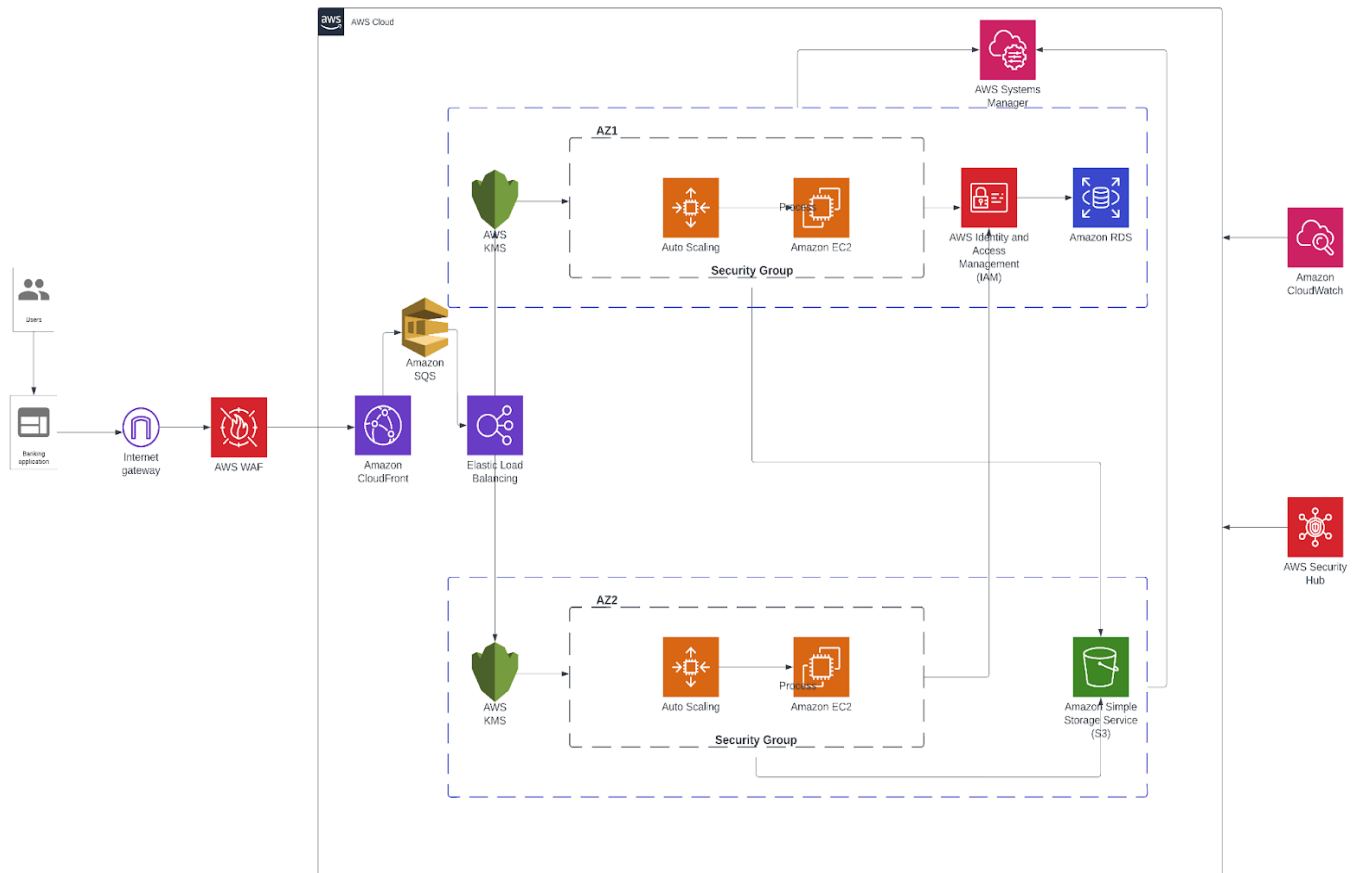 aws
AWS Cloud
AWS Systems
Manager
AZ1
AWS
KMS
Auto Scaling
Process
Amazon EC2
Security Group
AWS Identity and
Access
Management
(IAM)
Amazon RDS
Amazon
CloudWatch
Users
Banking
application
Internet
gateway
AWS WAF
Amazon
CloudFront
Amazon
SQS
Elastic Load
Balancing
AWS Security
Hub
AZ2
AWS
KMS
Auto Scaling
Process
Amazon EC2
Security Group
Amazon Simple
Storage Service
(S3)